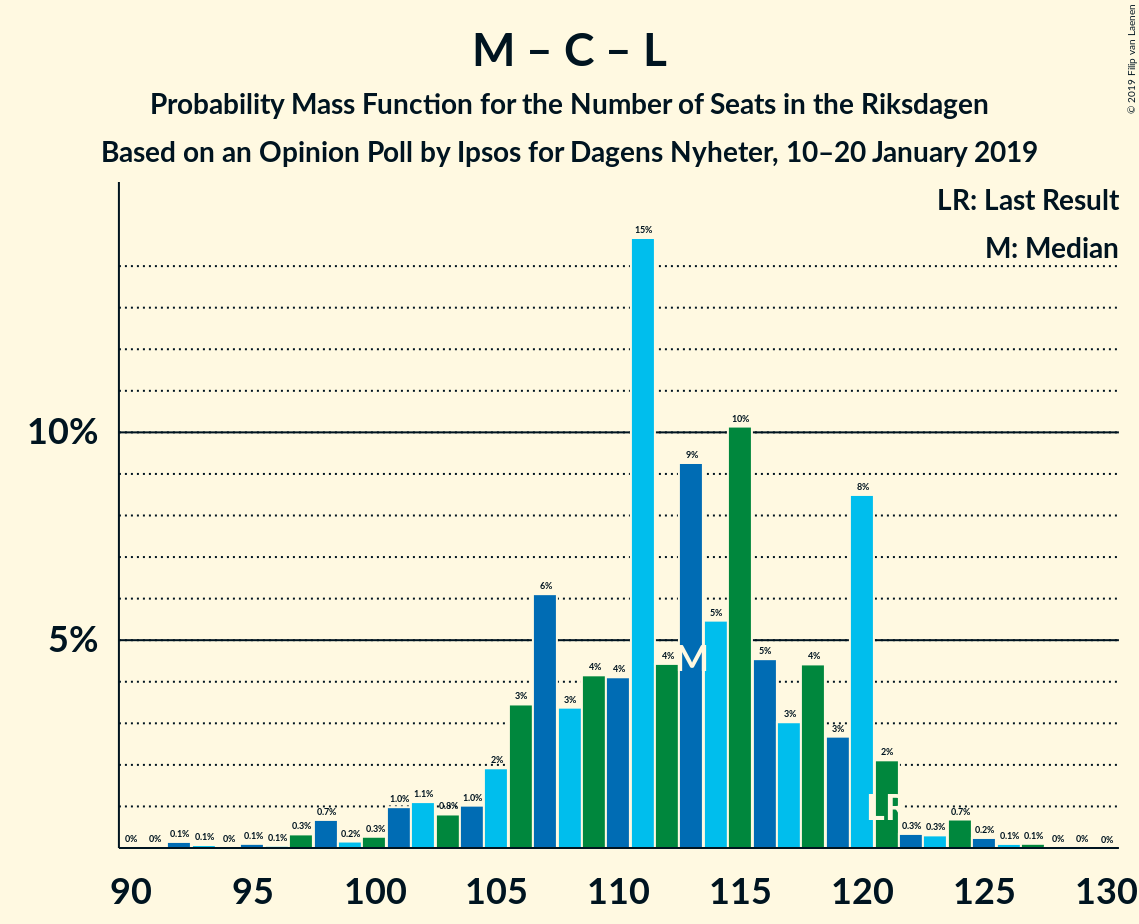 © 2019 Filip van Laenen
M – C – L
Probability Mass Function for the Number of Seats in the Riksdagen
Based on an Opinion Poll by Ipsos for Dagens Nyheter, 10–20 January 2019
LR: Last Result
M: Median
10%
5%
0% 0% 0.1% 0.1% 0% 0.1% 0.1% 0.3% 0.7% 0.2% 0.3% 1.0% 1.1% 0.8% 1.0% 2% 3% 6% 3% 4% 4% 15% 4% 9% 5% 10% 5% 3% 4% 3% 8% 2% 0.3% 0.3% 0.7% 0.2% 0.1% 0.1% 0% 0% 0%
M
LR
90 95 100 105 110 115 120 125 130